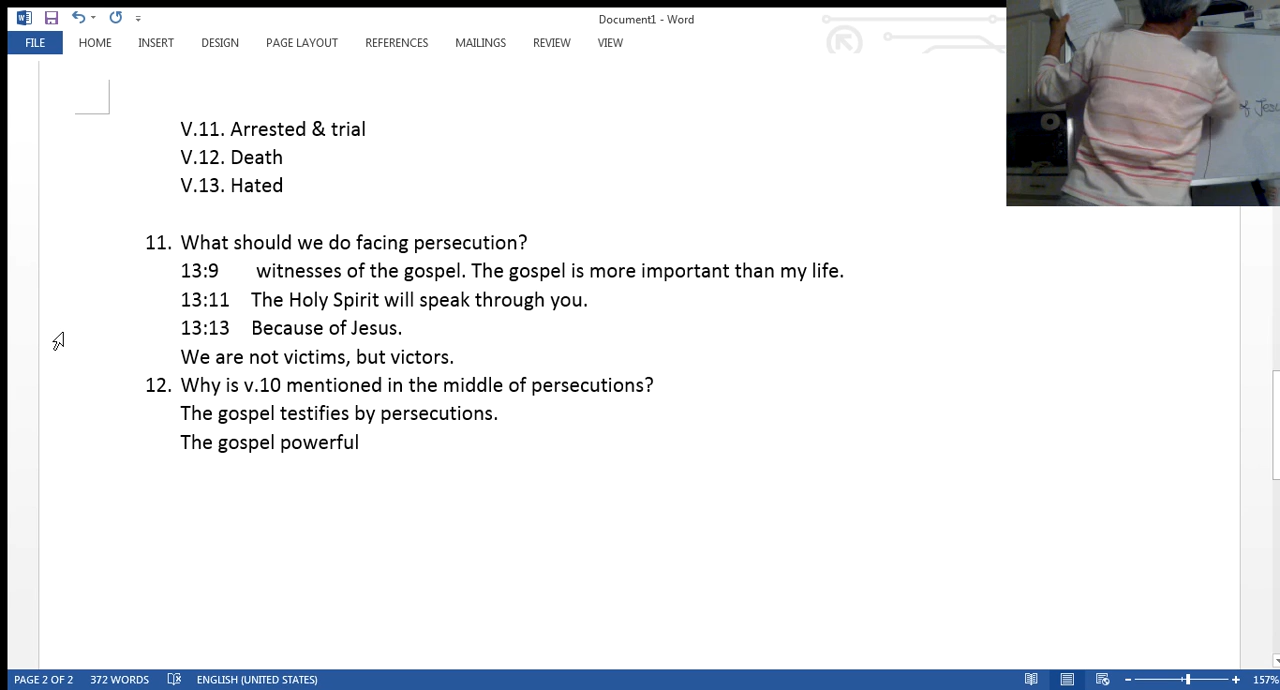 Document1 - Word
FILE HOME INSERT DESIGN PAGE LAYOUT REFERENCES MAILINGS REVIEW VIEW
of Jesu
V.11. Arrested & trial
V.12. Death
V.13. Hated
11. What should we do facing persecution?
13:9 witnesses of the gospel. The gospel is more important than my life.
13:11 The Holy Spirit will speak through you.
13:13 Because of Jesus.
We are not victims, but victors.
12. Why is v.10 mentioned in the middle of persecutions?
The gospel testifies by persecutions.
The gospel powerful
PAGE 2 OF 2 372 WORDS ENGLISH (UNITED STATES) 157%